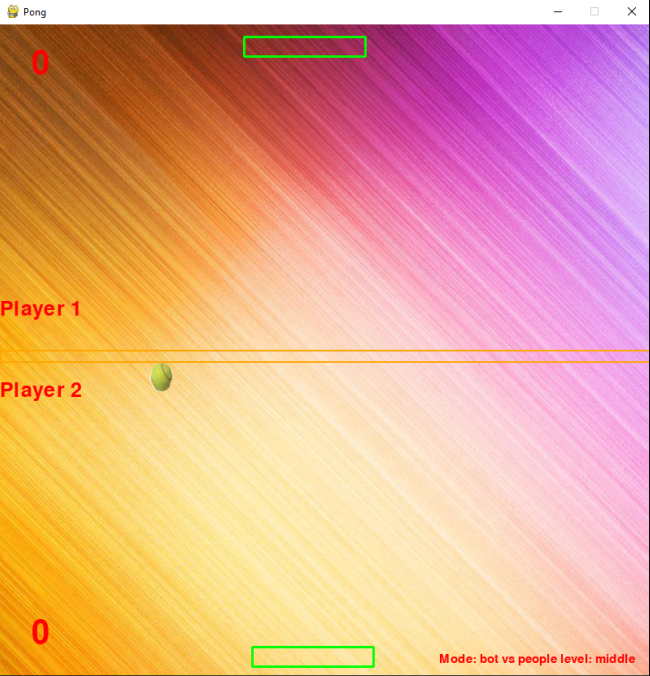 Pong
0
Player 1
Player 2
0
Mode: bot vs people level: middle